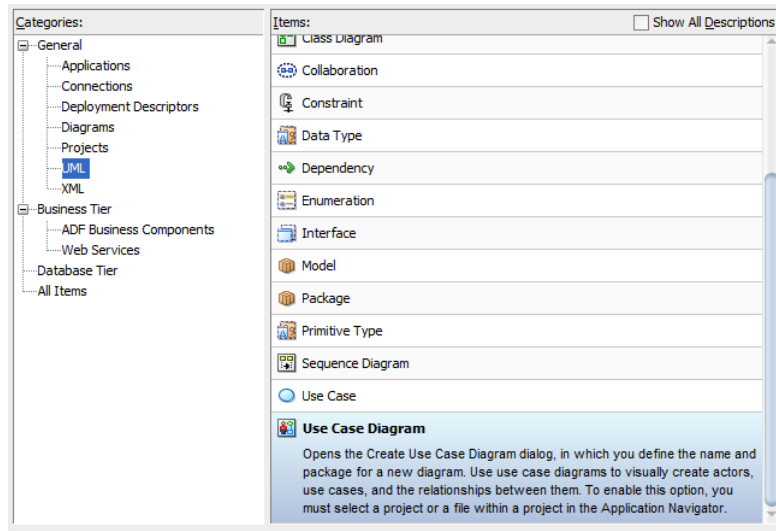 Categories:
General
Applications
Connections
Deployment Descriptors
Diagrams
Projects
UML
XML
Business Tier
ADF Business Components
Web Services
Database Tier
All Items
Items:
Show All Descriptions
Class Diagram
Collaboration
Constraint
Data Type
Dependency
Enumeration
Interface
Model
Package
Primitive Type
Sequence Diagram
Use Case
Use Case Diagram
Opens the Create Use Case Diagram dialog, in which you define the name and
package for a new diagram. Use use case diagrams to visually create actors,
use cases, and the relationships between them. To enable this option, you
must select a project or a file within a project in the Application Navigator.